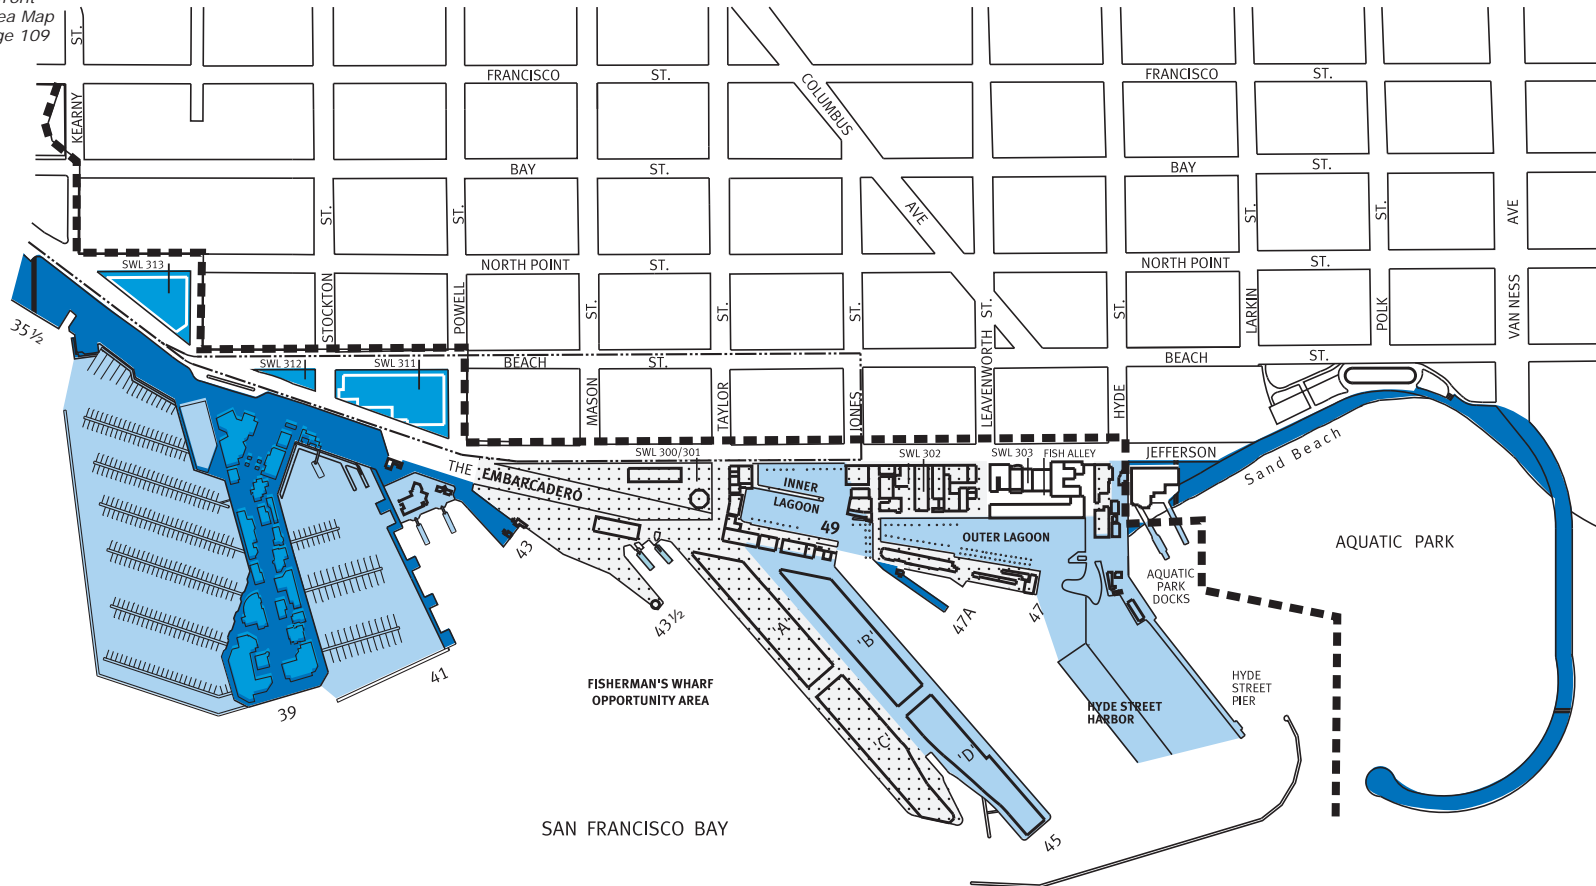 ea Map
ge 109
ST.
KEARNY
FRANCISCO
ST.
COLUMBUS
AVE
FRANCISCO
ST.
BAY
ST.
BAY
ST.
ST.
ST.
ST.
ST.
AVE
NORTH POINT
ST.
NORTH POINT
ST.
SWL 313
STOCKTON
POWELL
ST.
ST.
ST.
LEAVENWORTH
ST.
ST.
LARKIN
POLK
VAN NESS
35½
SWL 312
SWL 311
BEACH
ST.
BEACH
ST.
MASON
TAYLOR
JONES
HYDE
THE EMBARCADERO
SWL 300/301
SWL 302
SWL 303
FISH ALLEY
JEFFERSON
Sand Beach
INNER
LAGOON
49
OUTER LAGOON
AQUATIC PARK
43
AQUATIC
PARK
DOCKS
43½
'A'
'B'
47A
47
41
39
FISHERMAN'S WHARF
OPPORTUNITY AREA
HYDE
STREET
PIER
HYDE STREET
HARBOR
'C'
'D'
SAN FRANCISCO BAY
45